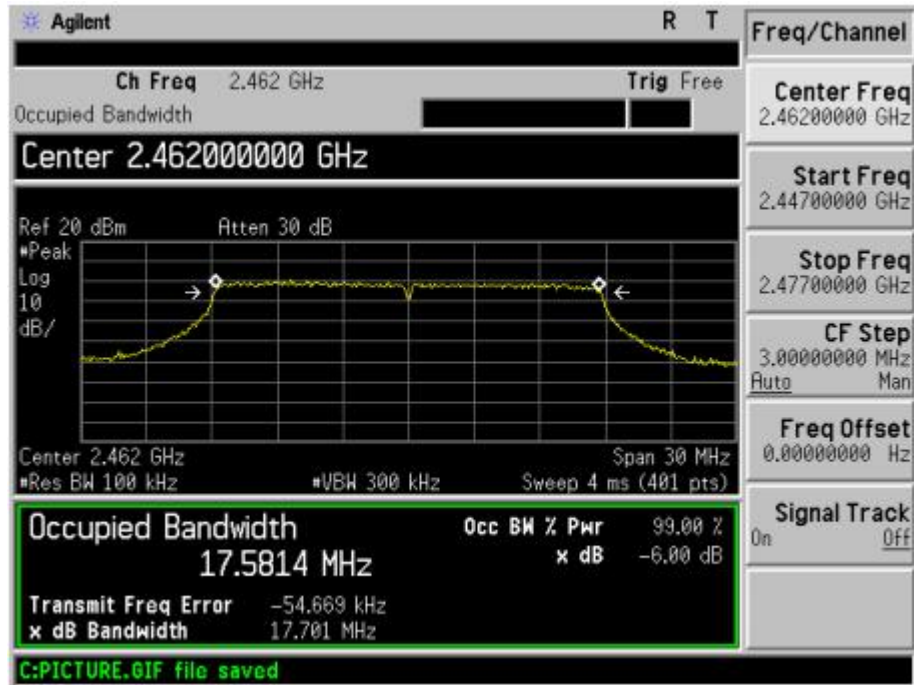 Agilent
R T
Ch Freq 2.462 GHz
Trig Free
Occupied Bandwidth
Center 2.462000000 GHz
Ref 20 dBm
Atten 30 dB
#Peak
Log
10
dB/
Center 2.462 GHz
Span 30 MHz
#Res BW 100 kHz
#VBW 300 kHz
Sweep 4 ms (401 pts)
Occupied Bandwidth
17.5814 MHz
Occ BW % Pwr 99.00 %
x dB -6.00 dB
Transmit Freq Error -54.669 kHz
x dB Bandwidth 17.701 MHz
C:PICTURE.GIF file saved
Freq/Channel
Center Freq
2.46200000 GHz
Start Freq
2.44700000 GHz
Stop Freq
2.47700000 GHz
CF Step
3.00000000 MHz
Auto Man
Freq Offset
0.00000000 Hz
Signal Track
On Off